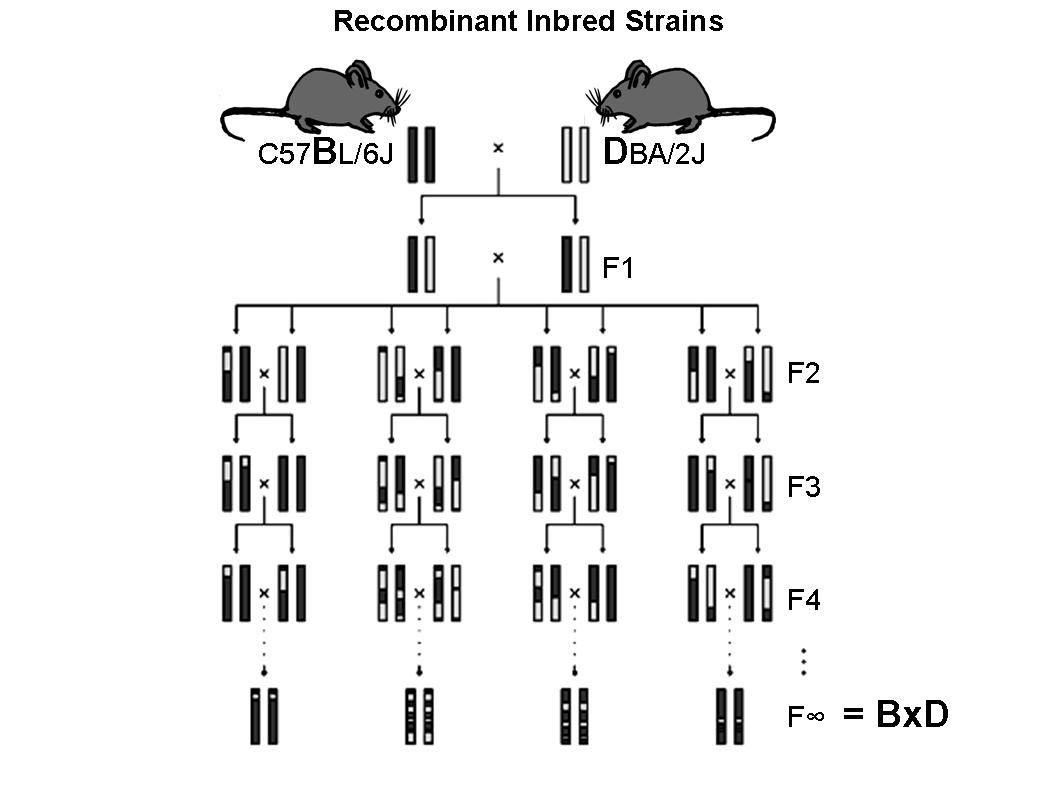 Recombinant Inbred Strains
C57BL/6J × DBA/2J
× F1
× × × × F2
× × × × F3
× × × × F4
F∞ = BxD